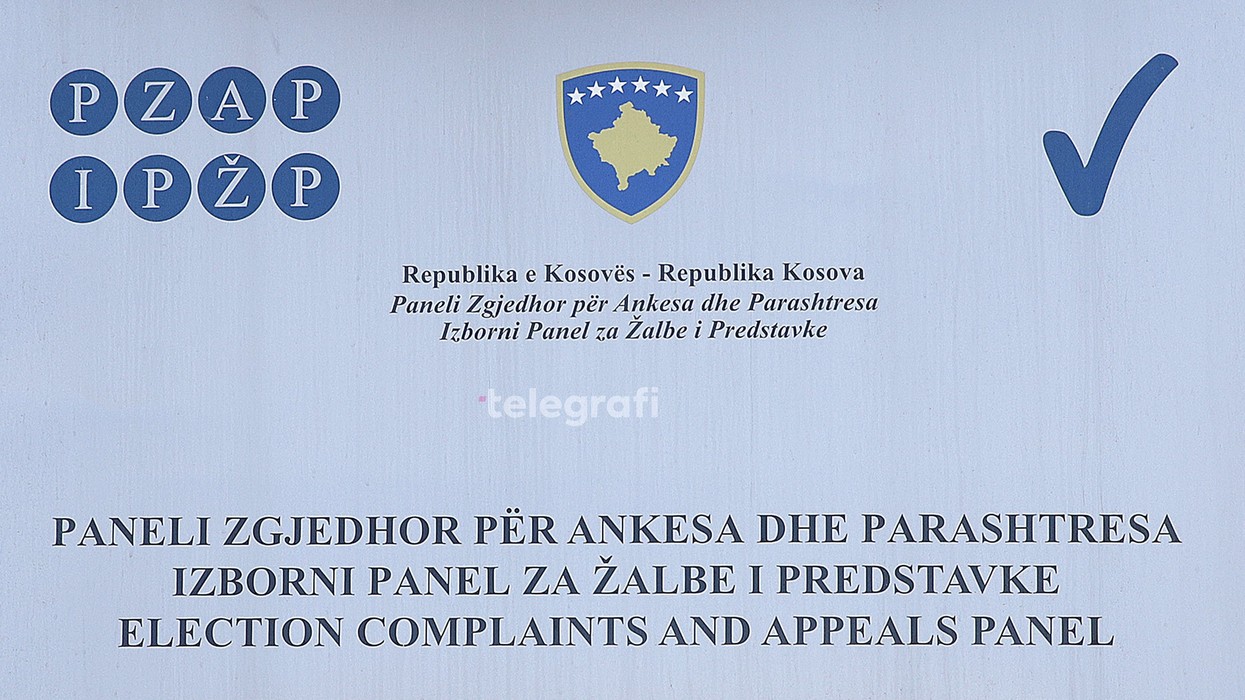 PZAP
IPŽP
Republika e Kosovës - Republika Kosova
Paneli Zgjedhor për Ankesa dhe Parashtresa
Izborni Panel za Žalbe i Predstavke
telegrafi
PANELI ZGJEDHOR PËR ANKESA DHE PARASHTRESA
IZBORNI PANEL ZA ŽALBE I PREDSTAVKE
ELECTION COMPLAINTS AND APPEALS PANEL